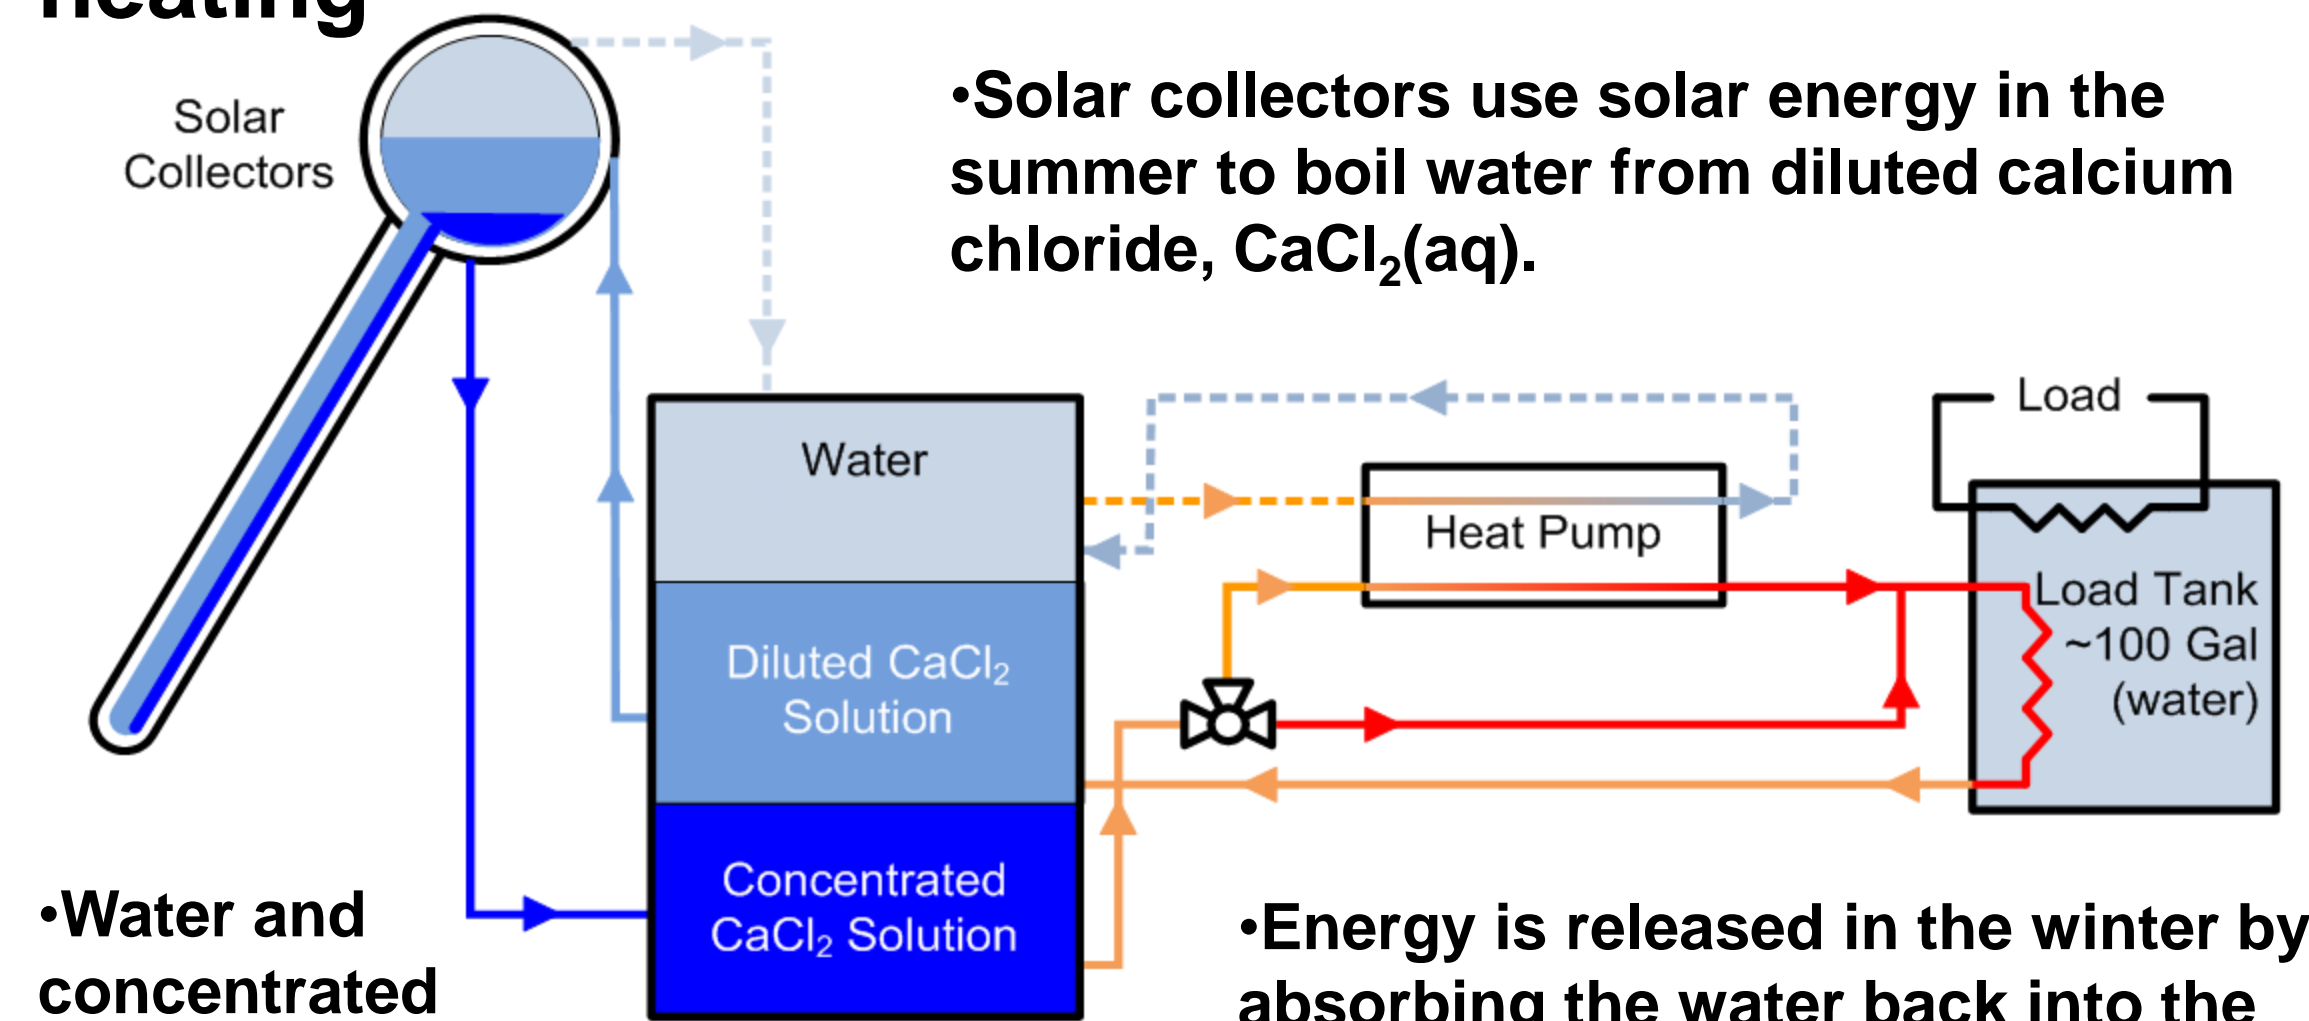 heating
Solar
Collectors
•Solar collectors use solar energy in the
summer to boil water from diluted calcium
chloride, CaCl₂(aq).
Load
Water
Heat Pump
Load Tank
~100 Gal
(water)
Diluted CaCl₂
Solution
Concentrated
CaCl₂ Solution
•Water and
concentrated
•Energy is released in the winter by
absorbing the water back into the